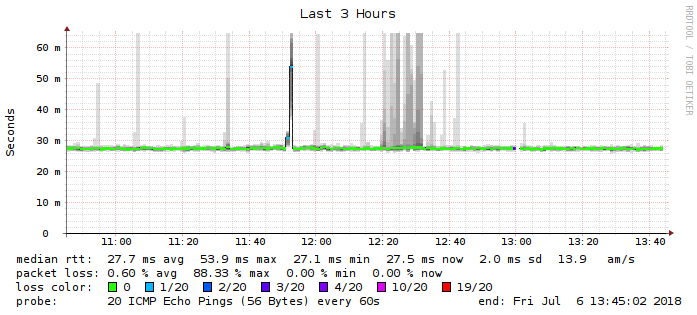 Last 3 Hours
RRDTOOL / TOBI OETIKER
Seconds
60 m
50 m
40 m
30 m
20 m
10 m
0
11:00 11:20 11:40 12:00 12:20 12:40 13:00 13:20 13:40
median rtt: 27.7 ms avg 53.9 ms max 27.1 ms min 27.5 ms now 2.0 ms sd 13.9 am/s
packet loss: 0.60 % avg 88.33 % max 0.00 % min 0.00 % now
loss color: 0 1/20 2/20 3/20 4/20 10/20 19/20
probe: 20 ICMP Echo Pings (56 Bytes) every 60s end: Fri Jul 6 13:45:02 2018